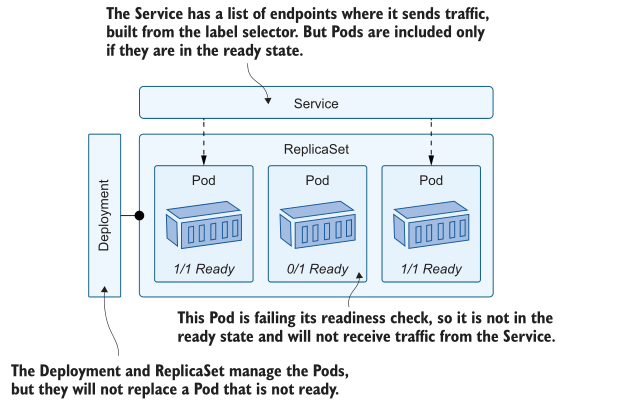 The Service has a list of endpoints where it sends traffic,
built from the label selector. But Pods are included only
if they are in the ready state.
Service
ReplicaSet
Deployment
Pod
Pod
Pod
1/1 Ready
0/1 Ready
1/1 Ready
This Pod is failing its readiness check, so it is not in the
ready state and will not receive traffic from the Service.
The Deployment and ReplicaSet manage the Pods,
but they will not replace a Pod that is not ready.